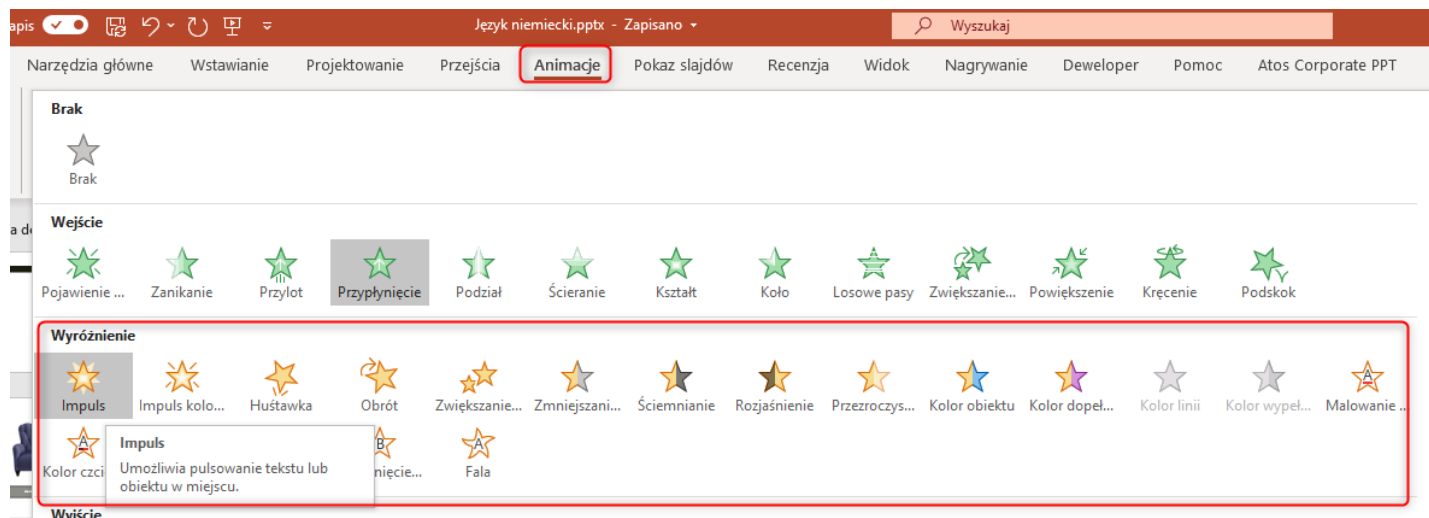 apis Język niemiecki.pptx - Zapisano Wyszukaj
Narzędzia główne Wstawianie Projektowanie Przejścia Animacje Pokaz slajdów Recenzja Widok Nagrywanie Deweloper Pomoc Atos Corporate PPT
Brak
Brak
Wejście
Pojawienie ... Zanikanie Przylot Przypłynięcie Podział Ścieranie Kształt Koło Losowe pasy Zwiększanie... Powiększenie Kręcenie Podskok
Wyróżnienie
Impuls Impuls kolo... Huśtawka Obrót Zwiększanie... Zmniejszani... Ściemnianie Rozjaśnienie Przezroczys... Kolor obiektu Kolor dopeł... Kolor linii Kolor wypeł... Malowanie ...
Kolor czci nięcie... Fala
Impuls
Umożliwia pulsowanie tekstu lub
obiektu w miejscu.
Wyjście